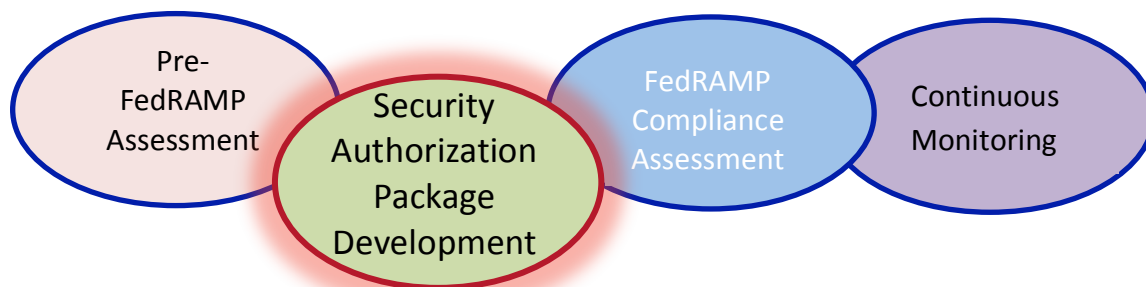 Pre-
FedRAMP
Assessment
Security
Authorization
Package
Development
FedRAMP
Compliance
Assessment
Continuous
Monitoring